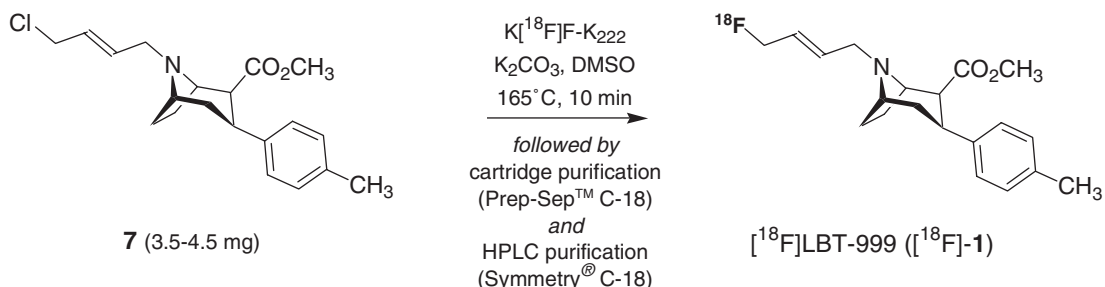 Cl
N
CO₂CH₃
CH₃
7 (3.5-4.5 mg)
K[¹⁸F]F-K₂₂₂
K₂CO₃, DMSO
165˚C, 10 min
followed by
cartridge purification
(Prep-Sep™ C-18)
and
HPLC purification
(Symmetry® C-18)
¹⁸F
N
CO₂CH₃
CH₃
[¹⁸F]LBT-999 ([¹⁸F]-1)